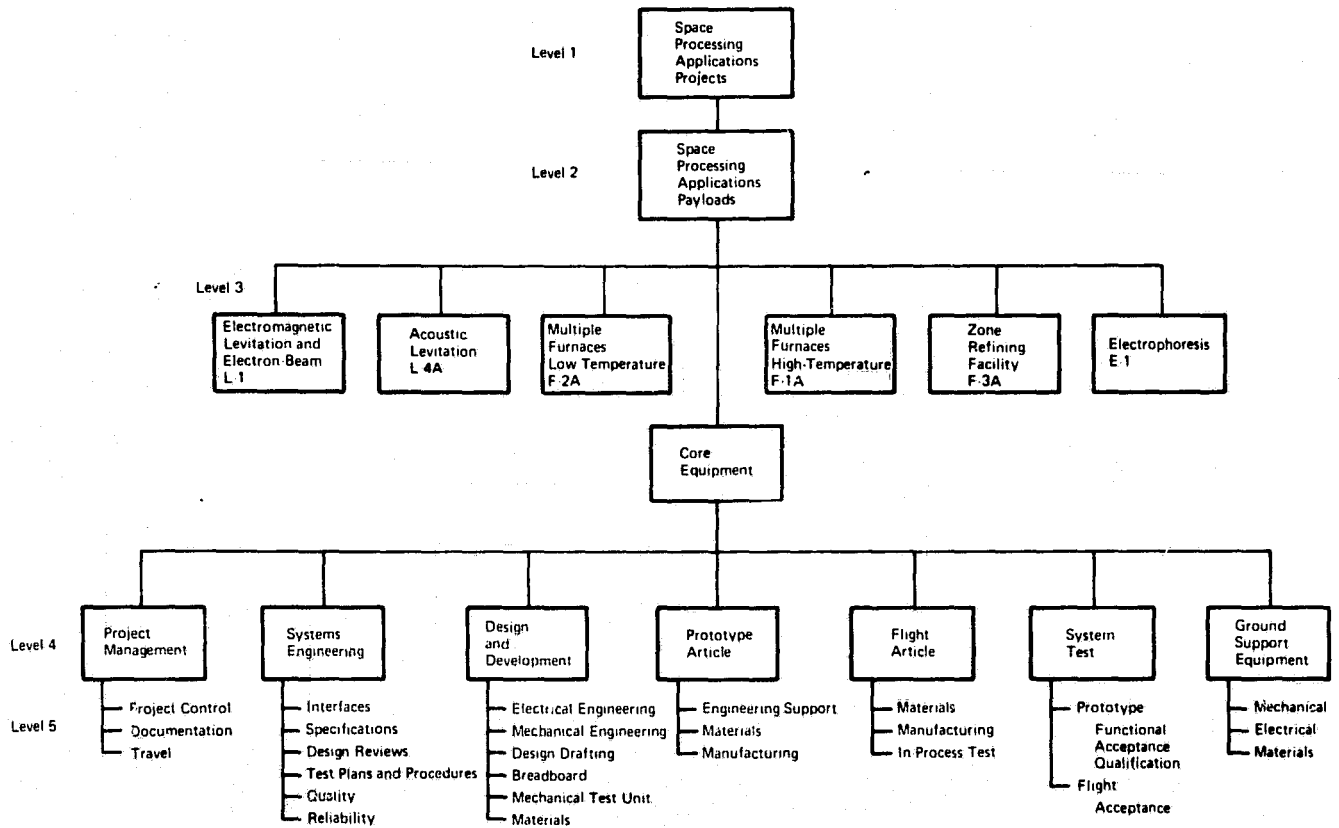 Level 1
Space
Processing
Applications
Projects
Level 2
Space
Processing
Applications
Payloads
Level 3
Electromagnetic
Levitation and
Electron-Beam
L-1
Acoustic
Levitation
L-4A
Multiple
Furnaces
Low Temperature
F-2A
Multiple
Furnaces
High-Temperature
F-1A
Zone
Refining
Facility
F-3A
Electrophoresis
E-1
Core
Equipment
Level 4
Project
Management
Systems
Engineering
Design
and
Development
Prototype
Article
Flight
Article
System
Test
Ground
Support
Equipment
Level 5
Project Control
Documentation
Travel
Interfaces
Specifications
Design Reviews
Test Plans and Procedures
Quality
Reliability
Electrical Engineering
Mechanical Engineering
Design Drafting
Breadboard
Mechanical Test Unit
Materials
Engineering Support
Materials
Manufacturing
Materials
Manufacturing
In-Process Test
Prototype
Functional
Acceptance
Qualification
Flight
Acceptance
Mechanical
Electrical
Materials